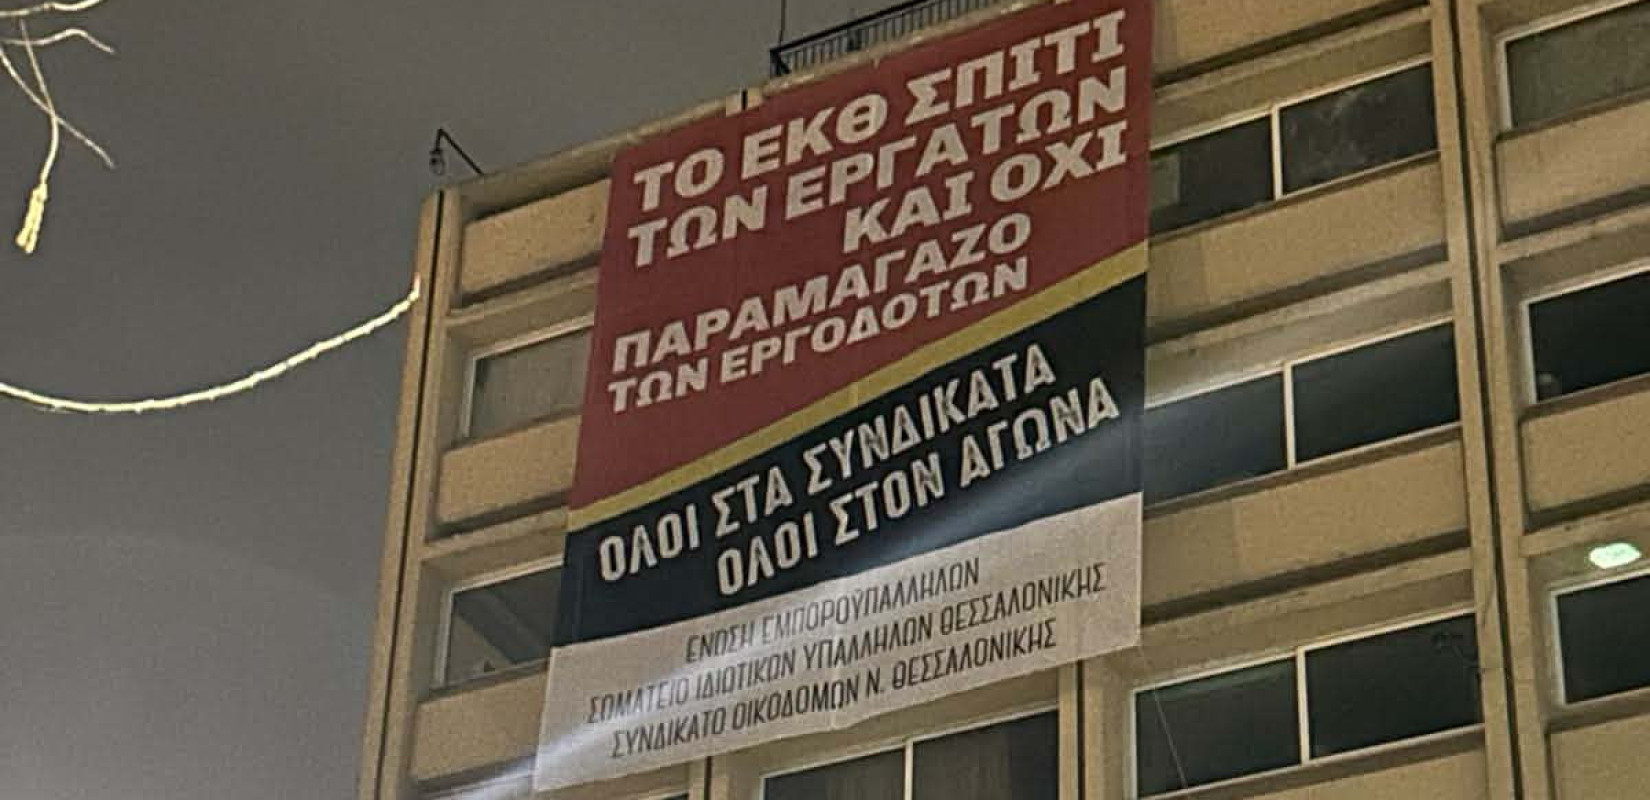 ΤΟ ΕΚΘ ΣΠΙΤΙ
ΤΩΝ ΕΡΓΑΤΩΝ
ΚΑΙ ΟΧΙ
ΠΑΡΑΜΑΓΑΖΟ
ΤΩΝ ΕΡΓΟΔΟΤΩΝ
ΟΛΟΙ ΣΤΑ ΣΥΝΔΙΚΑΤΑ
ΟΛΟΙ ΣΤΟΝ ΑΓΩΝΑ
ΕΝΩΣΗ ΕΜΠΟΡΟΫΠΑΛΛΗΛΩΝ
ΣΩΜΑΤΕΙΟ ΙΔΙΩΤΙΚΩΝ ΥΠΑΛΛΗΛΩΝ ΘΕΣΣΑΛΟΝΙΚΗΣ
ΣΥΝΔΙΚΑΤΟ ΟΙΚΟΔΟΜΩΝ Ν. ΘΕΣΣΑΛΟΝΙΚΗΣ